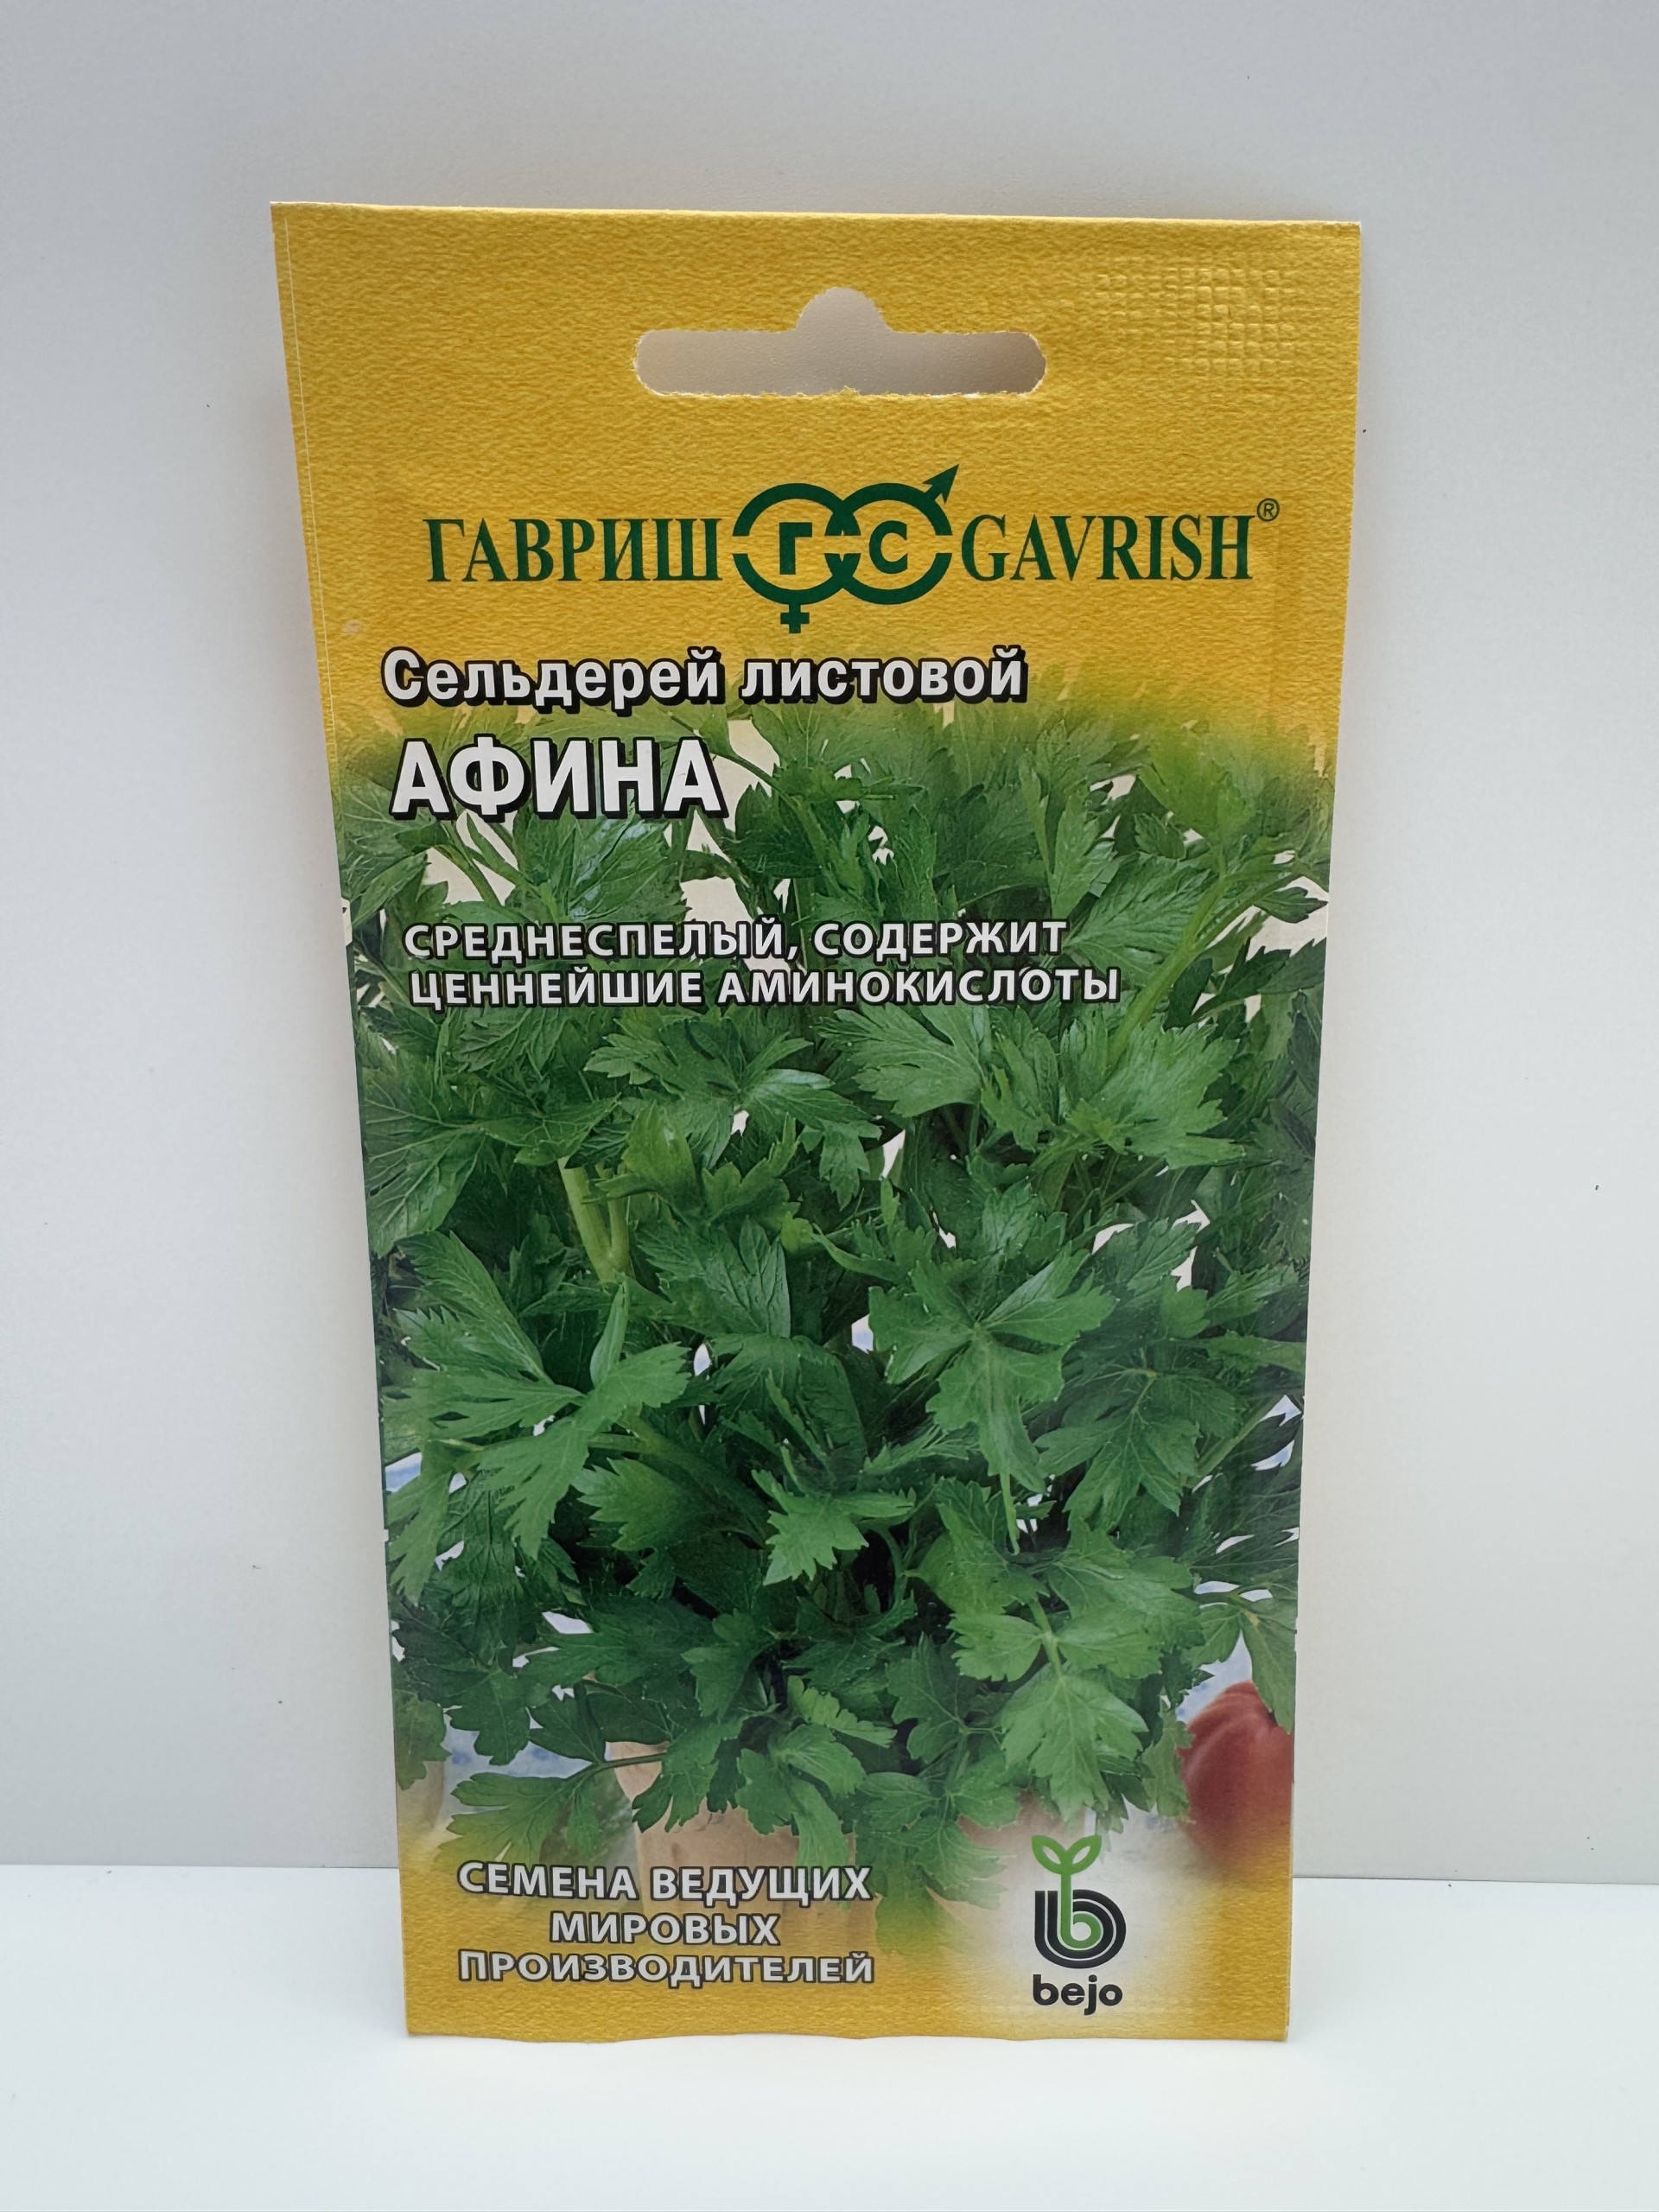 ГАВРИШ ГС GAVRISH®
Сельдерей листовой
АФИНА
СРЕДНЕСПЕЛЫЙ, СОДЕРЖИТ
ЦЕННЕЙШИЕ АМИНОКИСЛОТЫ
СЕМЕНА ВЕДУЩИХ
МИРОВЫХ
ПРОИЗВОДИТЕЛЕЙ
b
bejo